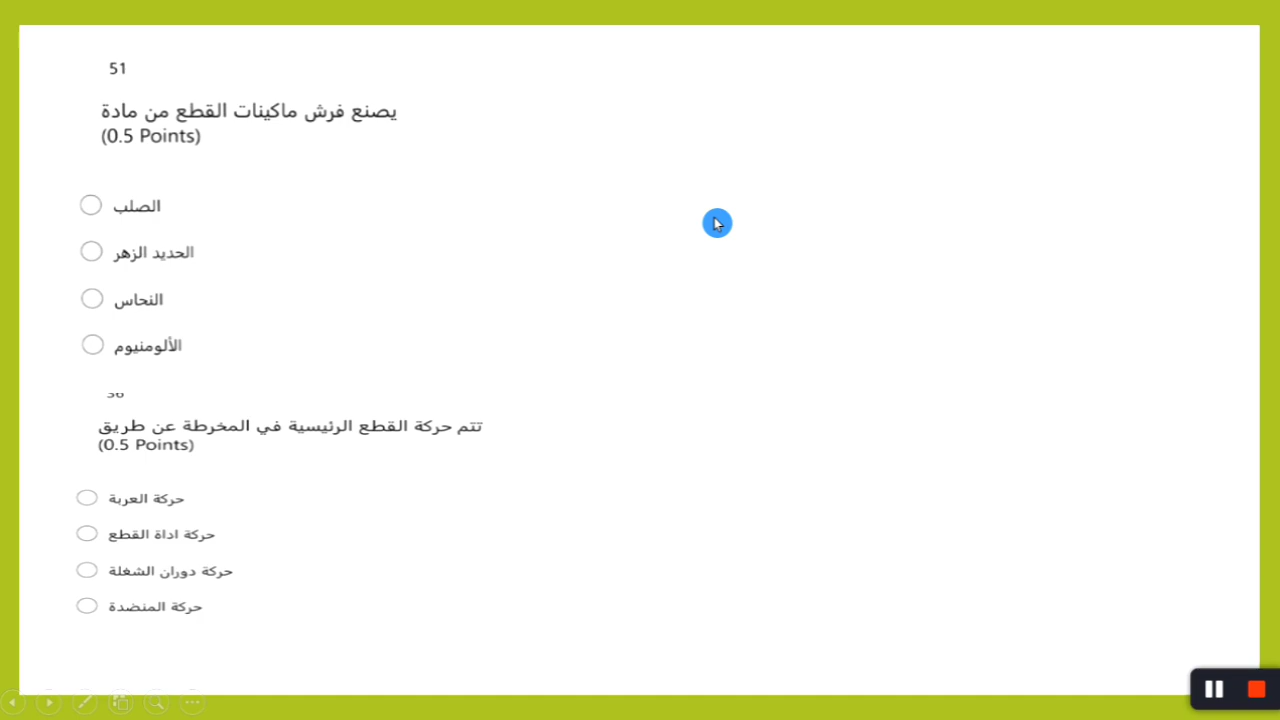 51
يصنع فرش ماكينات القطع من مادة
(0.5 Points)
الصلب
الحديد الزهر
النحاس
الألومنيوم
تتم حركة القطع الرئيسية في المخرطة عن طريق
(0.5 Points)
حركة العربة
حركة اداة القطع
حركة دوران الشغلة
حركة المنضدة